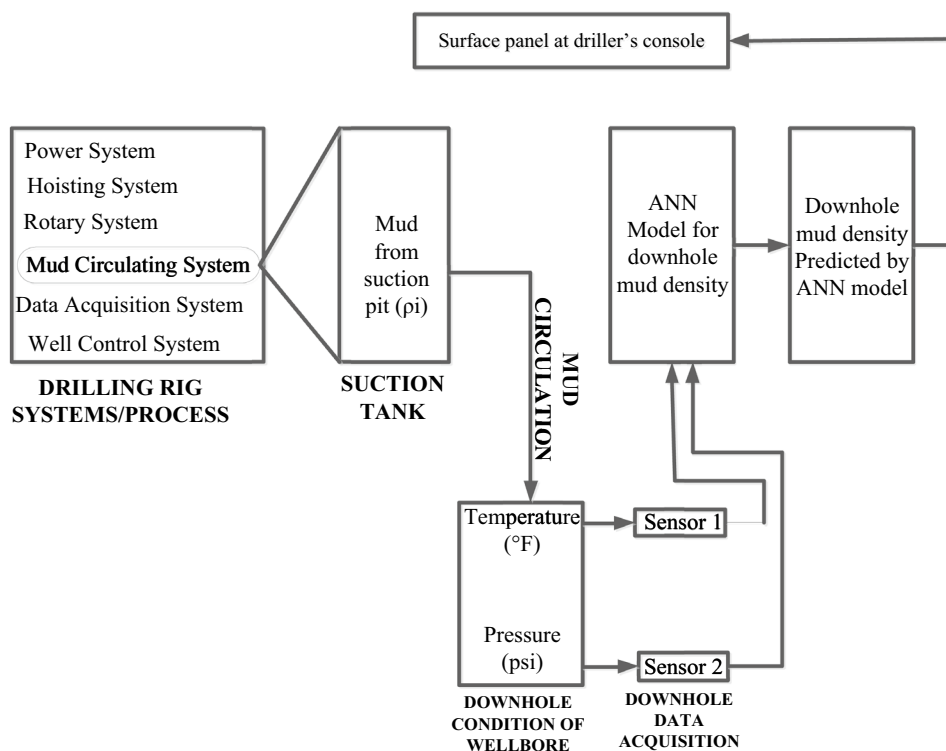 Surface panel at driller's console
Power System
Hoisting System
Rotary System
Mud Circulating System
Data Acquisition System
Well Control System
DRILLING RIG
SYSTEMS/PROCESS
Mud
from
suction
pit (ρi)
SUCTION
TANK
MUD
CIRCULATION
ANN
Model for
downhole
mud density
Downhole
mud density
Predicted by
ANN model
Temperature
(°F)
Pressure
(psi)
DOWNHOLE
CONDITION OF
WELLBORE
Sensor 1
Sensor 2
DOWNHOLE
DATA
ACQUISITION